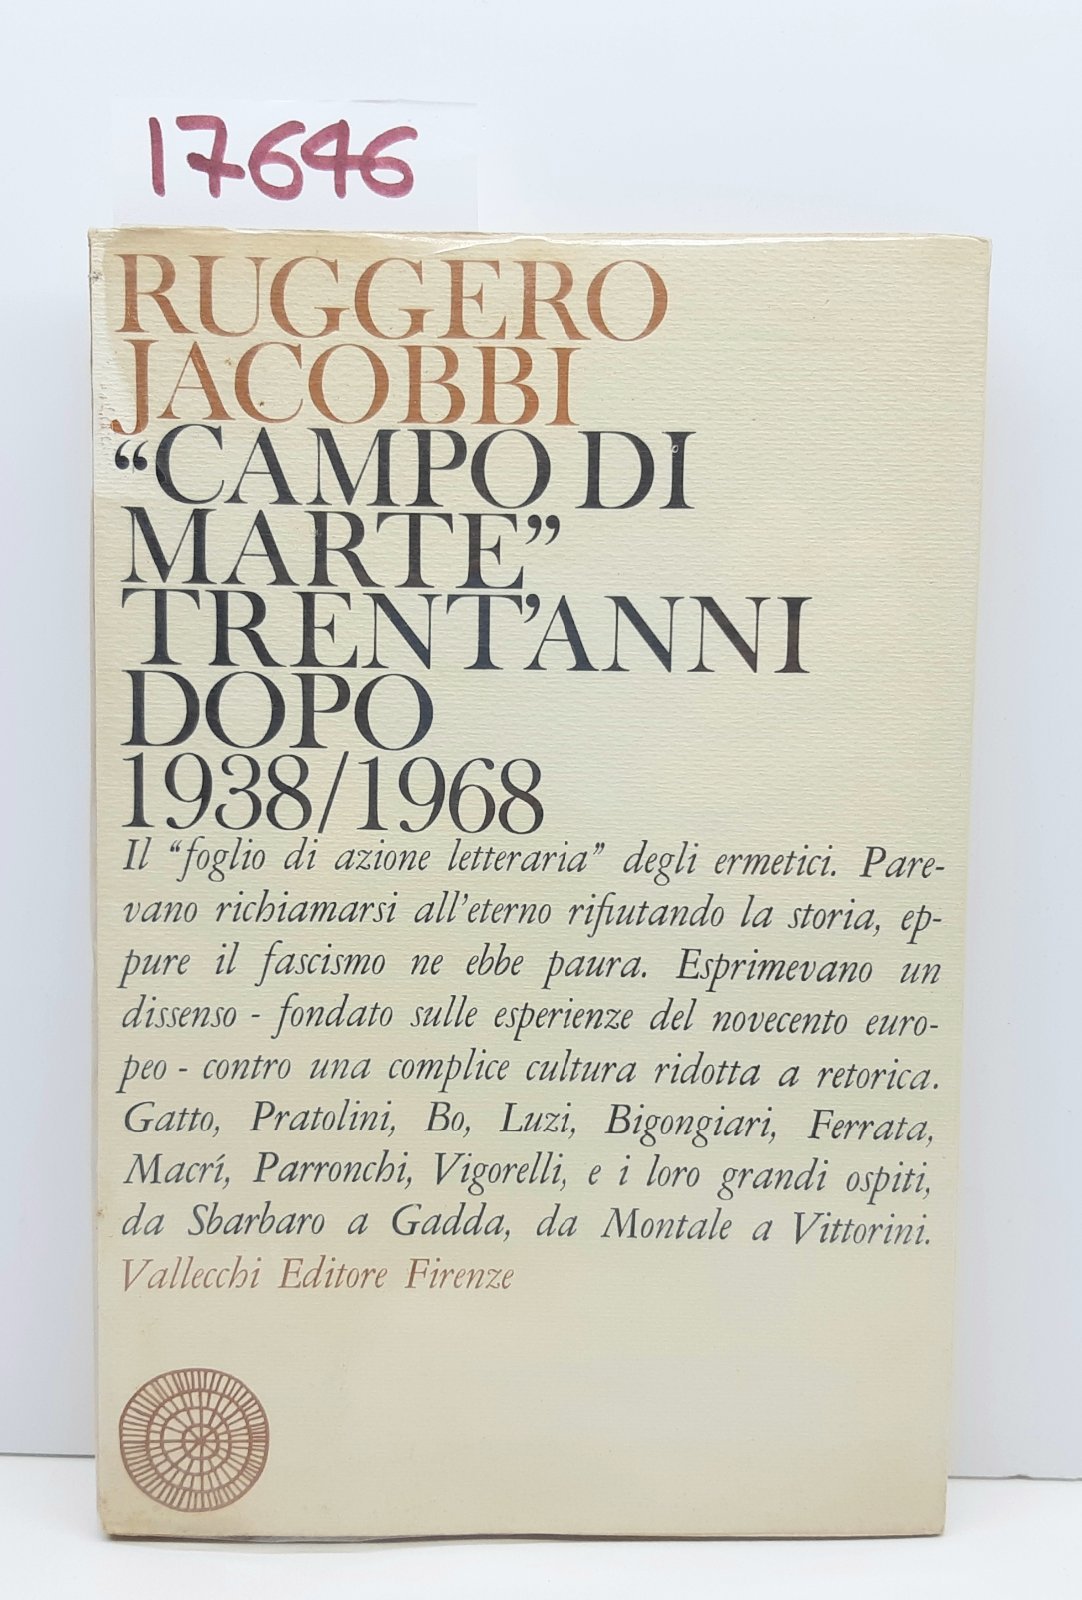 17646
RUGGERO
JACOBBI
“CAMPO DI
MARTE”
TRENT’ANNI
DOPO
1938/1968
Il “foglio di azione letteraria” degli ermetici. Pare-
vano richiamarsi all’eterno rifiutando la storia, ep-
pure il fascismo ne ebbe paura. Esprimevano un
dissenso - fondato sulle esperienze del novecento euro-
peo - contro una complice cultura ridotta a retorica.
Gatto, Pratolini, Bo, Luzi, Bigongiari, Ferrata,
Macrí, Parronchi, Vigorelli, e i loro grandi ospiti,
da Sbarbaro a Gadda, da Montale a Vittorini.
Vallecchi Editore Firenze